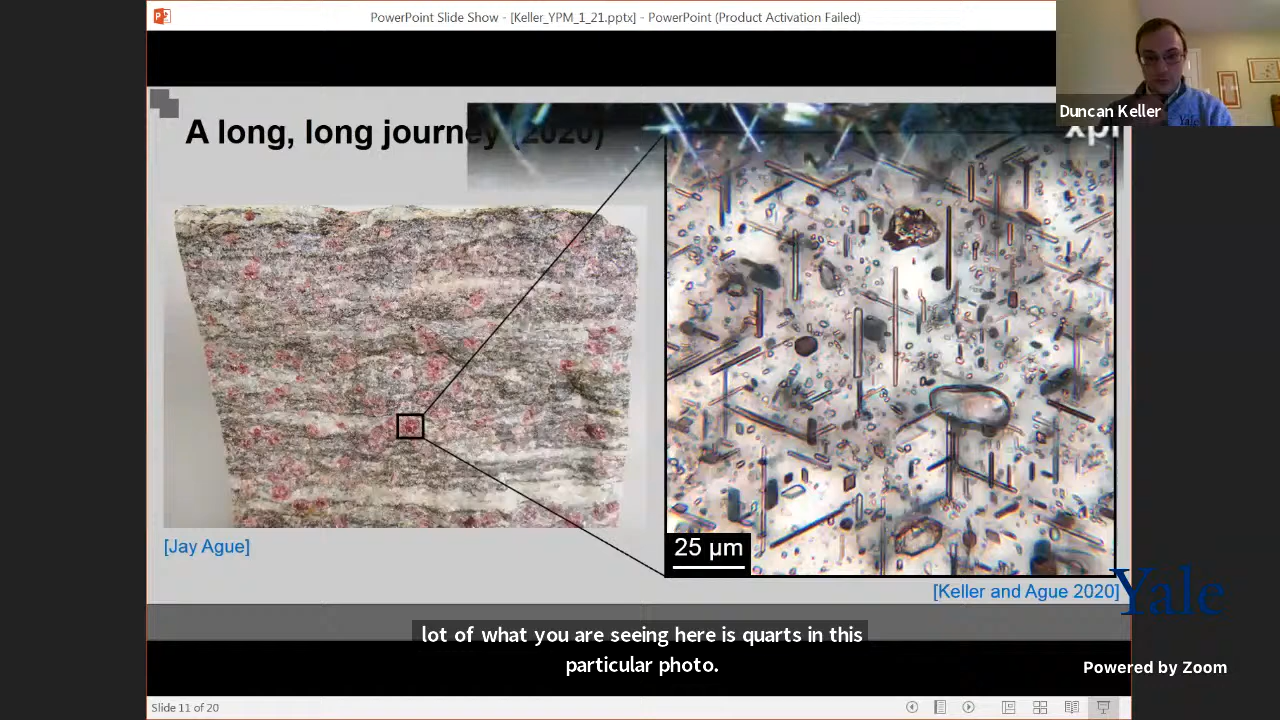 PowerPoint Slide Show - [Keller_YPM_1_21.pptx] - PowerPoint (Product Activation Failed)
Duncan Keller
Yale
A long, long journey (2020)
xpl
25 µm
[Jay Ague]
[Keller and Ague 2020]
Yale
lot of what you are seeing here is quarts in this
particular photo.
Powered by Zoom
Slide 11 of 20